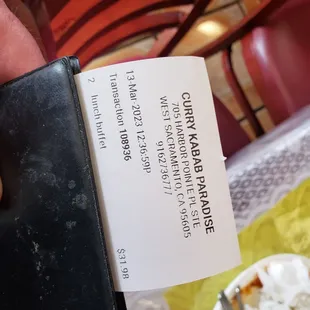 CURRY KABAB PARADISE
705 HARBOR POINTE PL STE
WEST SACRAMENTO, CA 95605
9162736777
13-Mar-2023 12:36:59P
Transaction 108936
2 lunch buffet $31.98